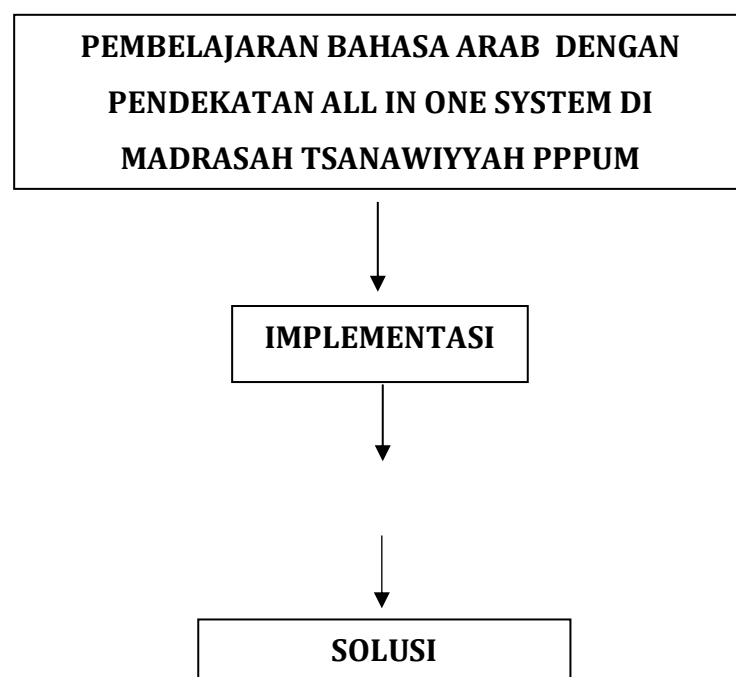 PEMBELAJARAN BAHASA ARAB DENGAN
PENDEKATAN ALL IN ONE SYSTEM DI
MADRASAH TSANAWIYYAH PPPUM
IMPLEMENTASI
SOLUSI